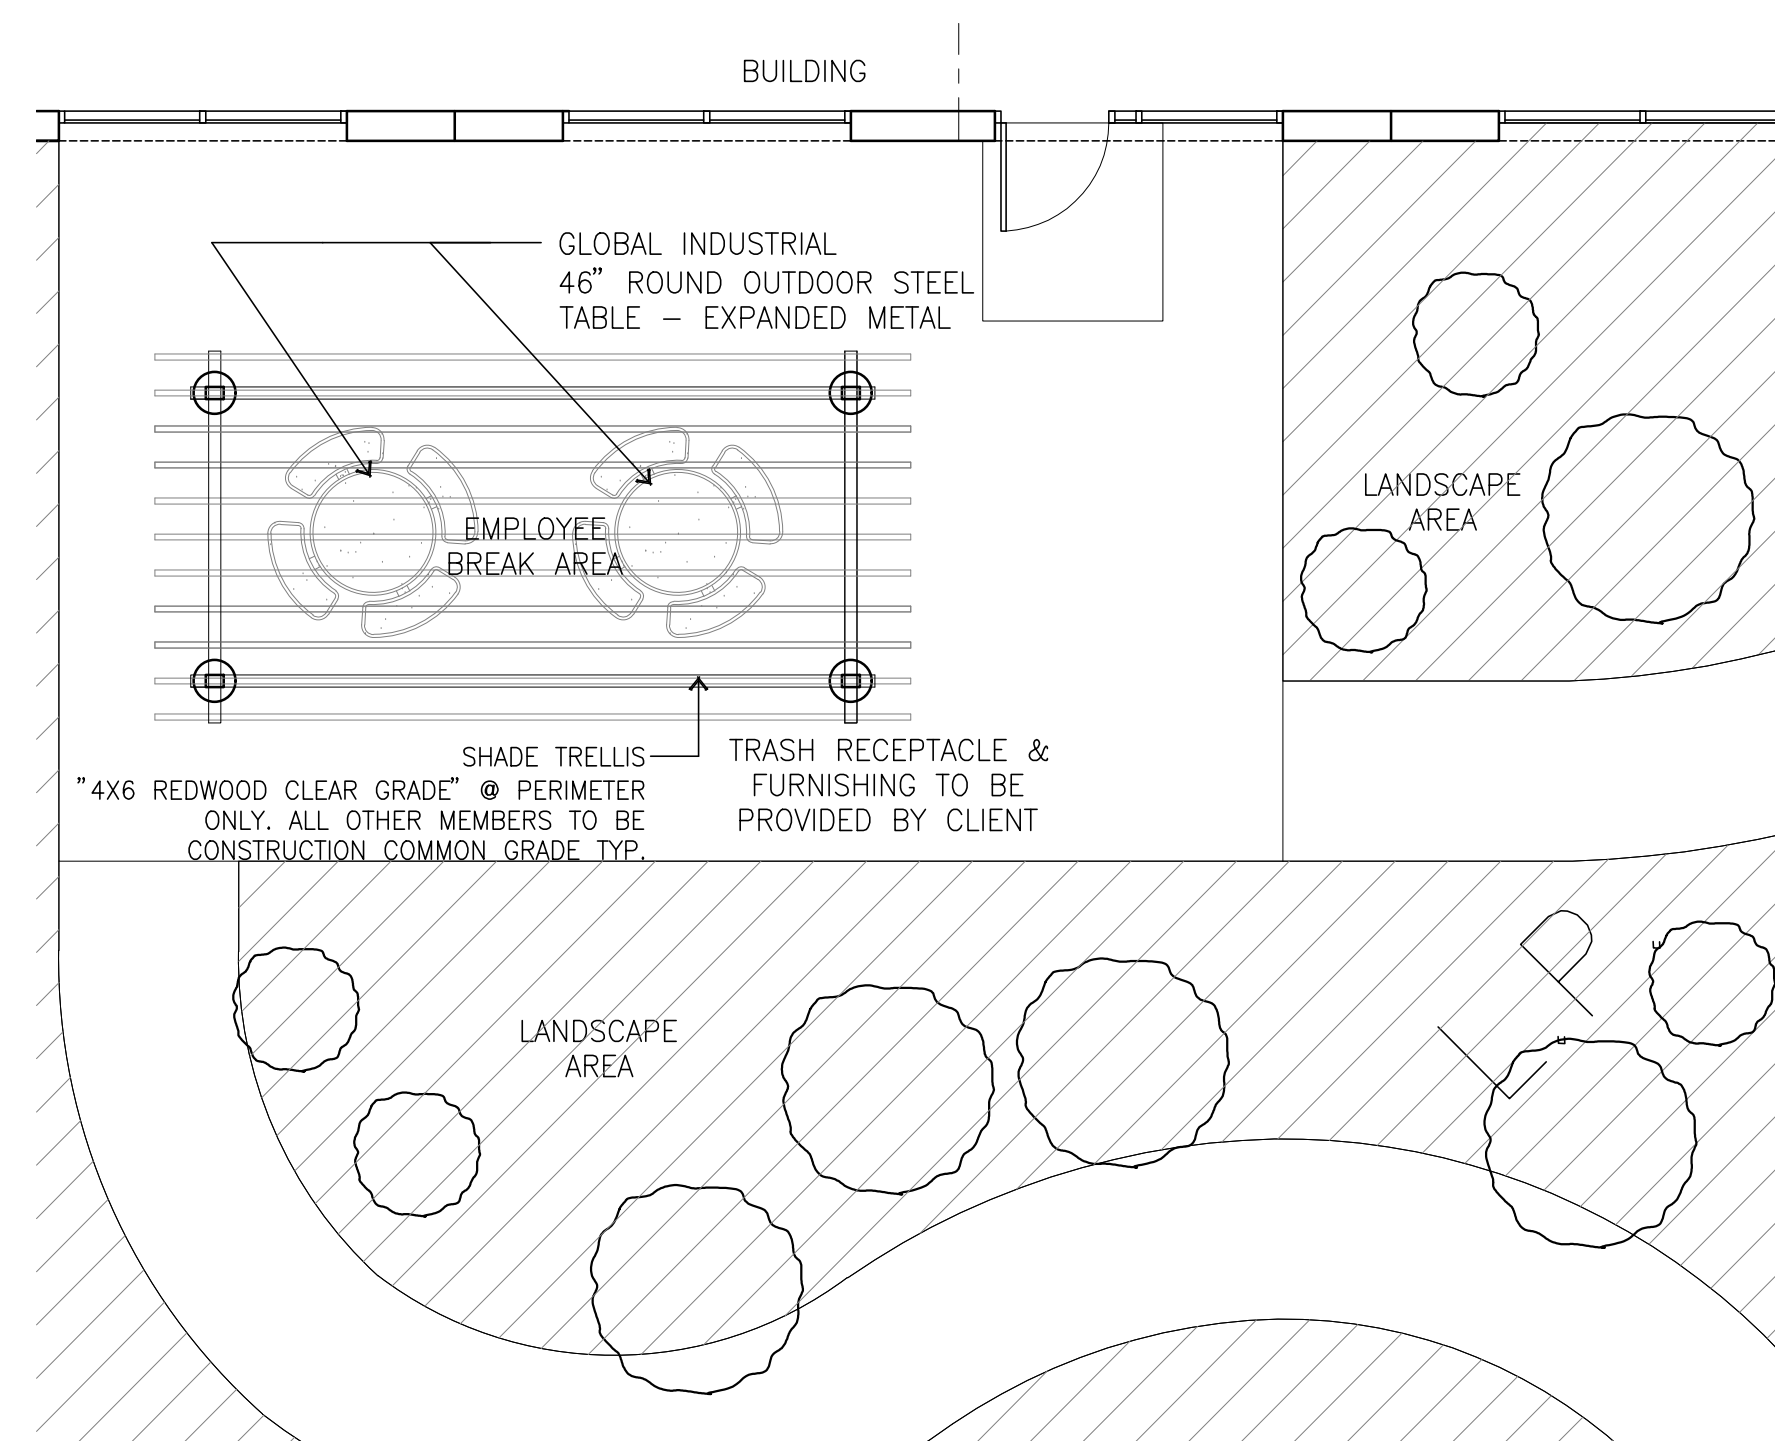 BUILDING
GLOBAL INDUSTRIAL
46” ROUND OUTDOOR STEEL
TABLE – EXPANDED METAL
LANDSCAPE
AREA
EMPLOYEE
BREAK AREA
SHADE TRELLIS
”4X6 REDWOOD CLEAR GRADE” @ PERIMETER
ONLY. ALL OTHER MEMBERS TO BE
CONSTRUCTION COMMON GRADE TYP.
TRASH RECEPTACLE &
FURNISHING TO BE
PROVIDED BY CLIENT
LANDSCAPE
AREA